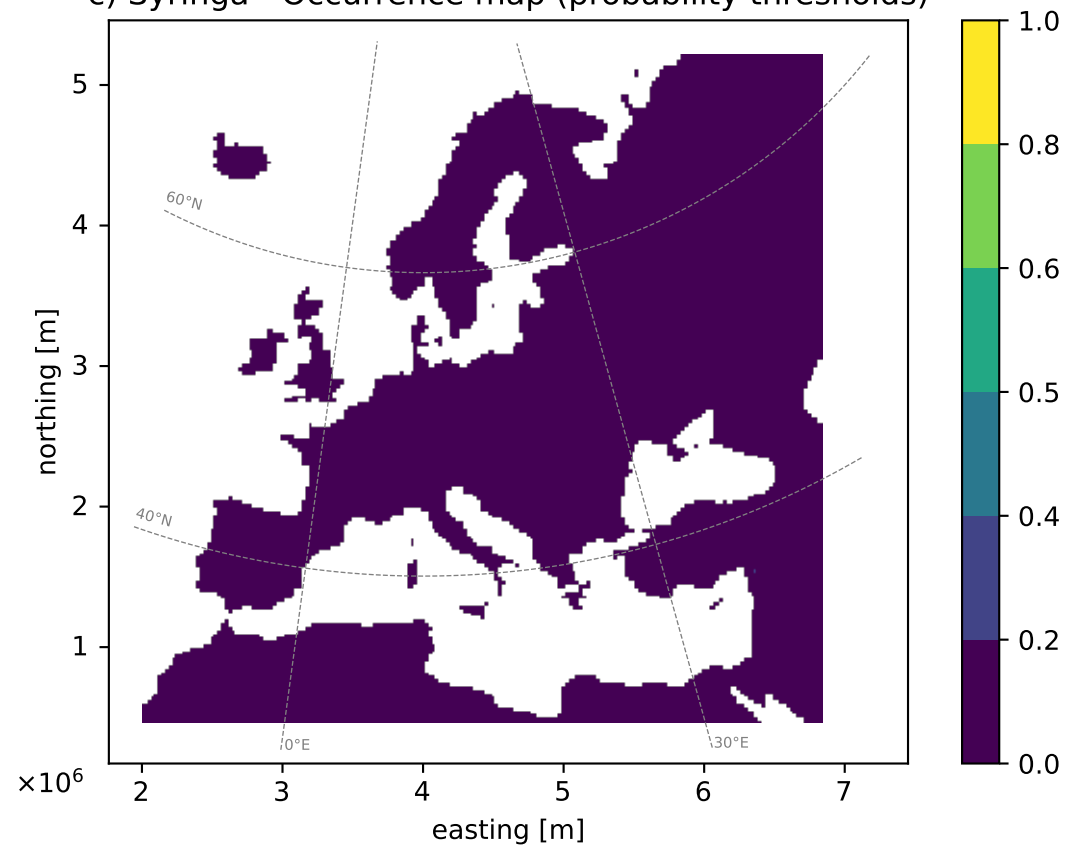 c) Syringa - Occurrence map (probability thresholds)
1.0
0.8
0.6
0.5
0.4
0.2
0.0
5
4
3
2
1
northing [m]
60°N
40°N
0°E
30°E
×10⁶
2 3 4 5 6 7
easting [m]